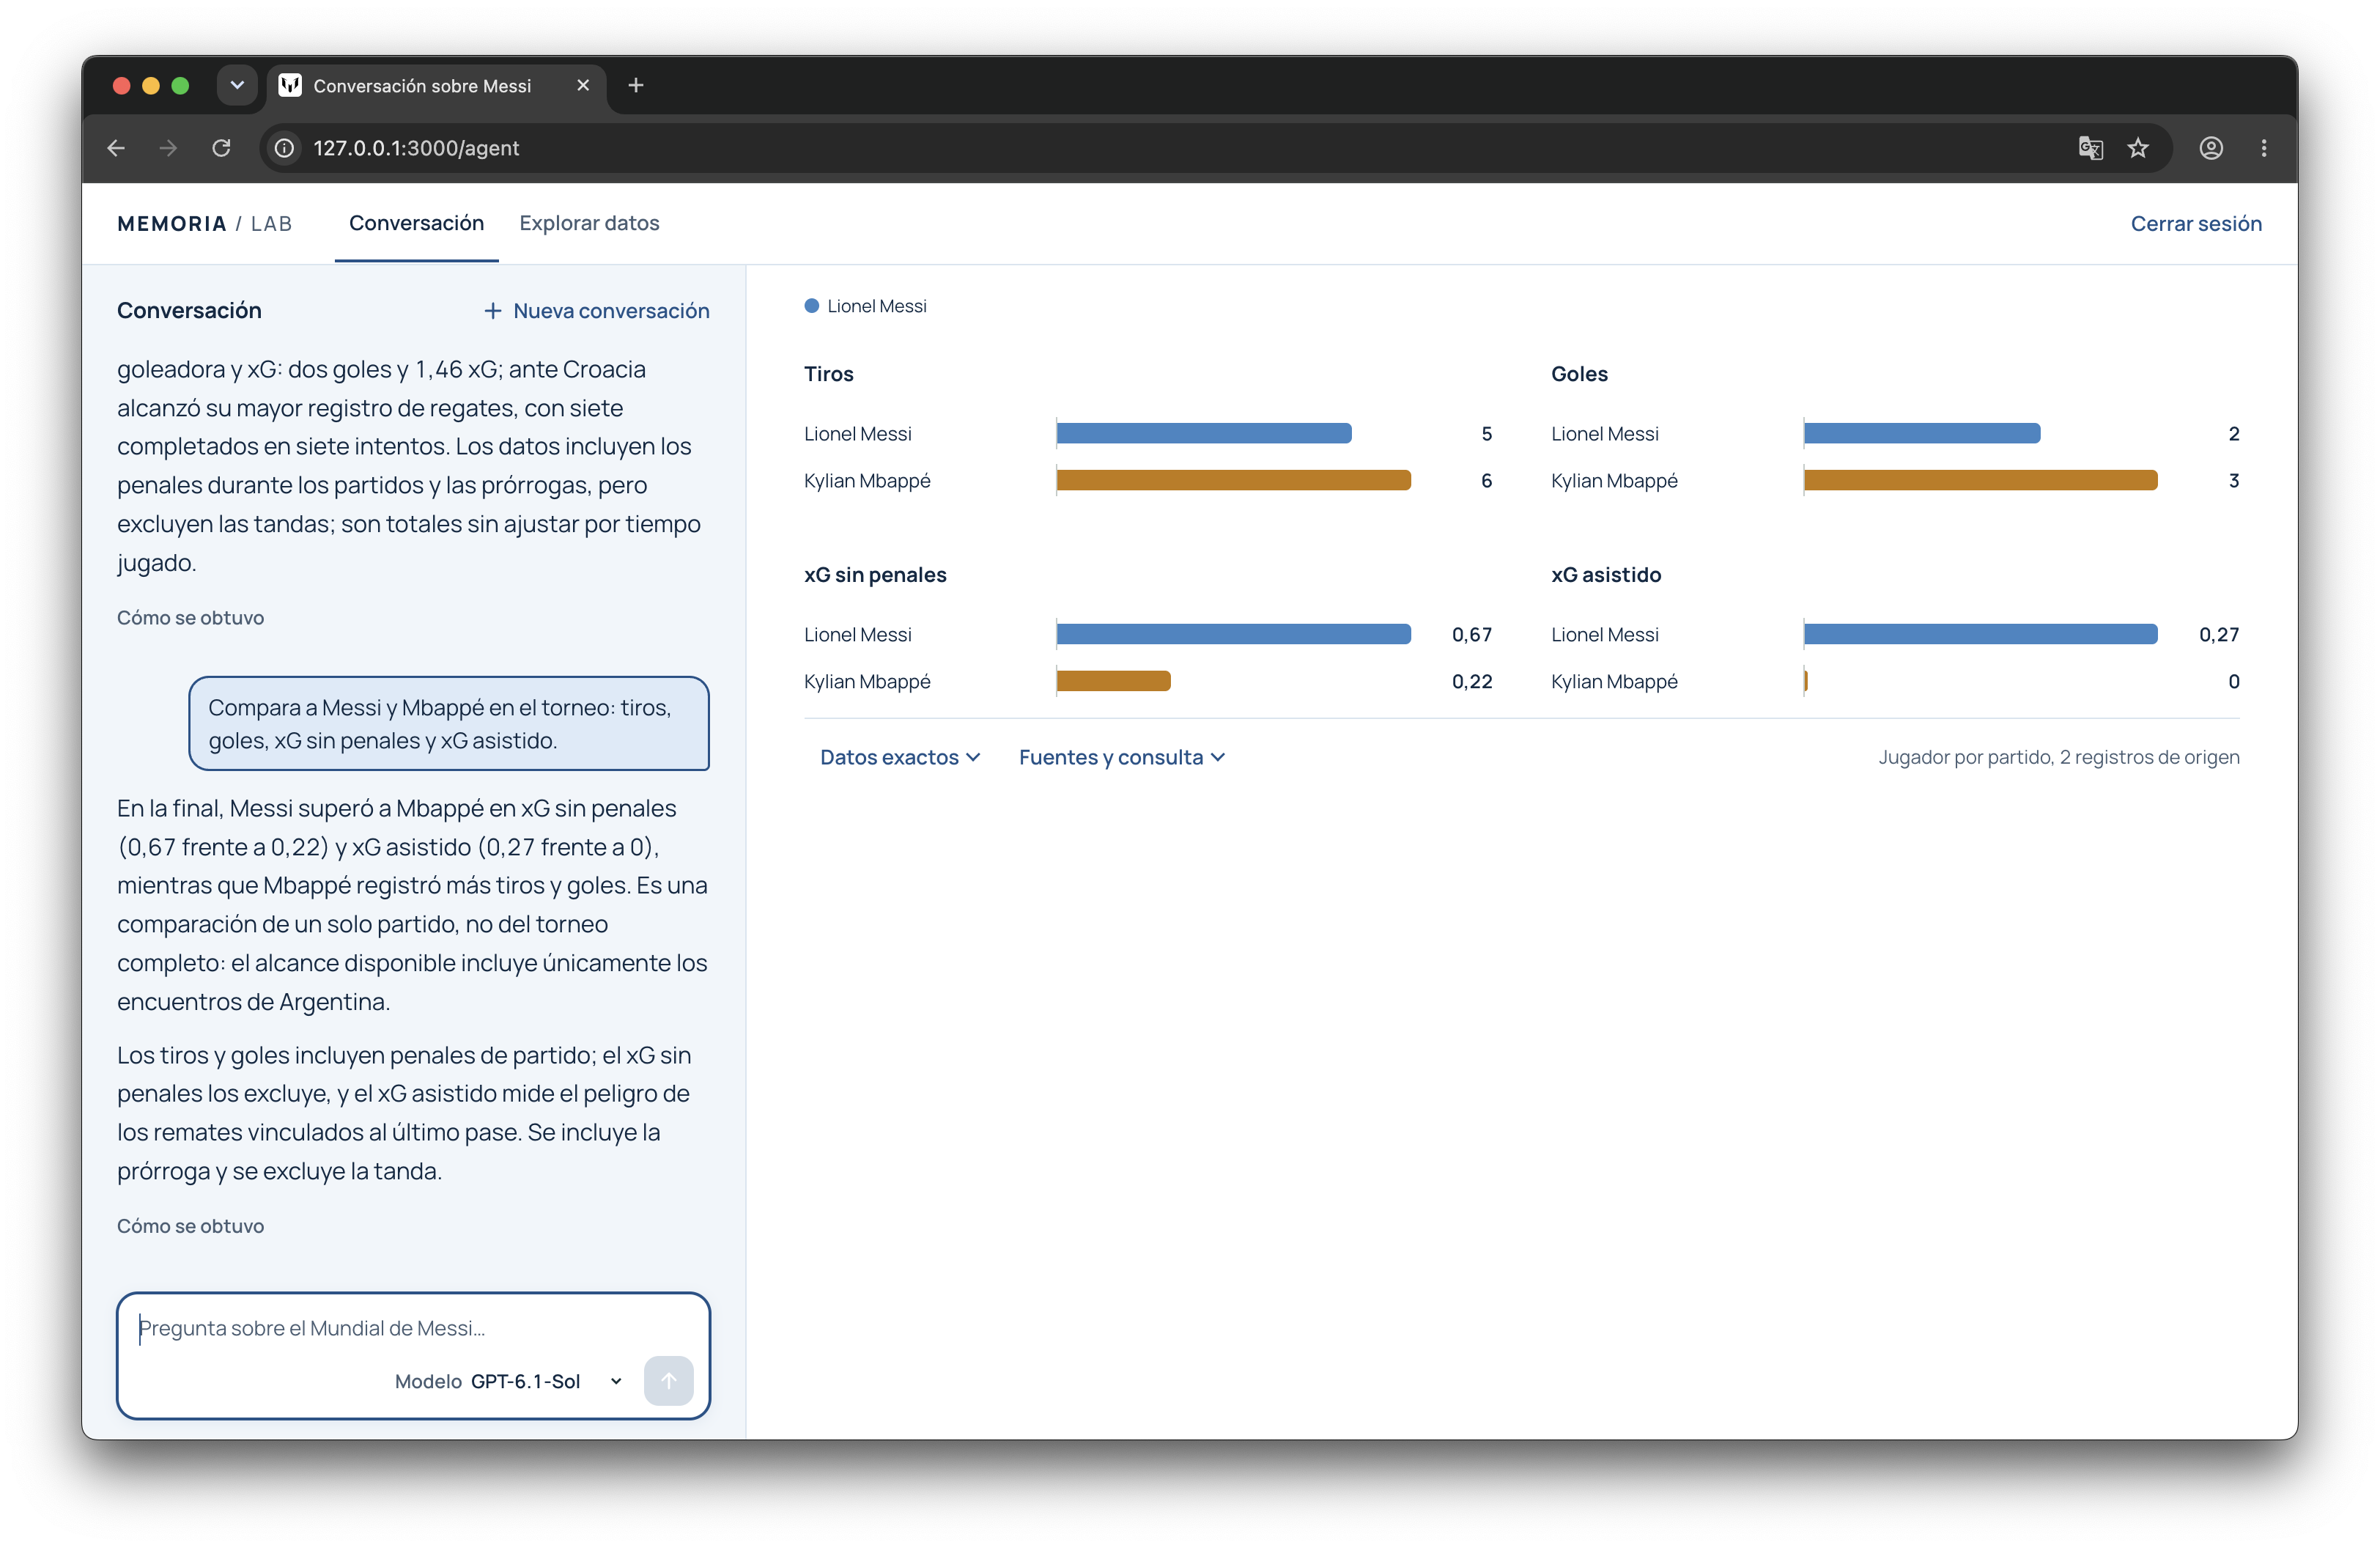 Conversación sobre Messi
127.0.0.1:3000/agent
MEMORIA / LAB
Conversación
Explorar datos
Cerrar sesión
Conversación
+ Nueva conversación
goleadora y xG: dos goles y 1,46 xG; ante Croacia
alcanzó su mayor registro de regates, con siete
completados en siete intentos. Los datos incluyen los
penales durante los partidos y las prórrogas, pero
excluyen las tandas; son totales sin ajustar por tiempo
jugado.
Cómo se obtuvo
Compara a Messi y Mbappé en el torneo: tiros,
goles, xG sin penales y xG asistido.
En la final, Messi superó a Mbappé en xG sin penales
(0,67 frente a 0,22) y xG asistido (0,27 frente a 0),
mientras que Mbappé registró más tiros y goles. Es una
comparación de un solo partido, no del torneo
completo: el alcance disponible incluye únicamente los
encuentros de Argentina.
Los tiros y goles incluyen penales de partido; el xG sin
penales los excluye, y el xG asistido mide el peligro de
los remates vinculados al último pase. Se incluye la
prórroga y se excluye la tanda.
Cómo se obtuvo
Pregunta sobre el Mundial de Messi...
Modelo GPT-6.1-Sol
Lionel Messi
Tiros
Lionel Messi 5
Kylian Mbappé 6
Goles
Lionel Messi 2
Kylian Mbappé 3
xG sin penales
Lionel Messi 0,67
Kylian Mbappé 0,22
xG asistido
Lionel Messi 0,27
Kylian Mbappé 0
Datos exactos
Fuentes y consulta
Jugador por partido, 2 registros de origen